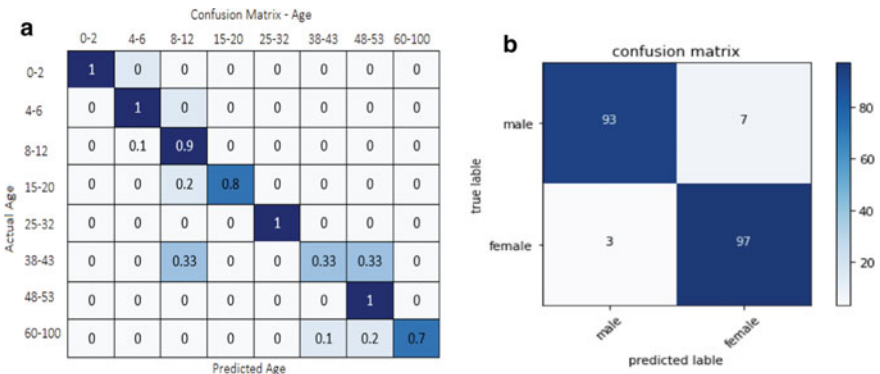 a
Confusion Matrix - Age
0-2 4-6 8-12 15-20 25-32 38-43 48-53 60-100
0-2 1 0 0 0 0 0 0 0
4-6 0 1 0 0 0 0 0 0
8-12 0 0.1 0.9 0 0 0 0 0
15-20 0 0 0.2 0.8 0 0 0 0
25-32 0 0 0 0 1 0 0 0
38-43 0 0 0.33 0 0 0.33 0.33 0
48-53 0 0 0 0 0 0 1 0
60-100 0 0 0 0 0 0.1 0.2 0.7
Actual Age
Predicted Age
b
confusion matrix
male 93 7
female 3 97
true lable
male female
predicted lable
80
60
40
20